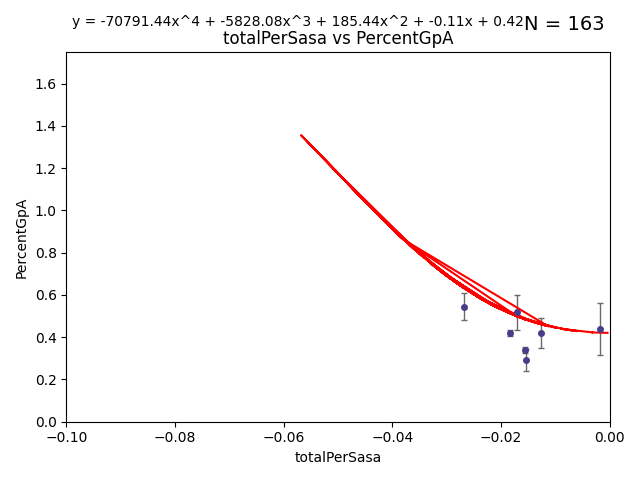 y = -70791.44x^4 + -5828.08x^3 + 185.44x^2 + -0.11x + 0.42
N = 163
totalPerSasa vs PercentGpA
1.6
1.4
1.2
1.0
0.8
0.6
0.4
0.2
0.0
PercentGpA
−0.10 −0.08 −0.06 −0.04 −0.02 0.00
totalPerSasa